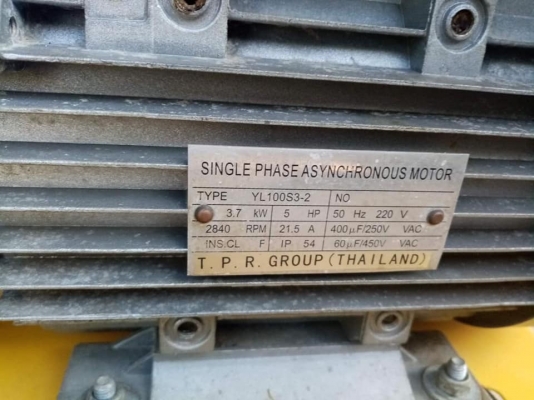 SINGLE PHASE ASYNCHRONOUS MOTOR
TYPE YL100S3-2 NO
3.7 kW 5 HP 50 Hz 220 V
2840 RPM 21.5 A 400μF/250V VAC
INS.CL F IP 54 60μF/450V VAC
T. P. R. GROUP (THAILAND)